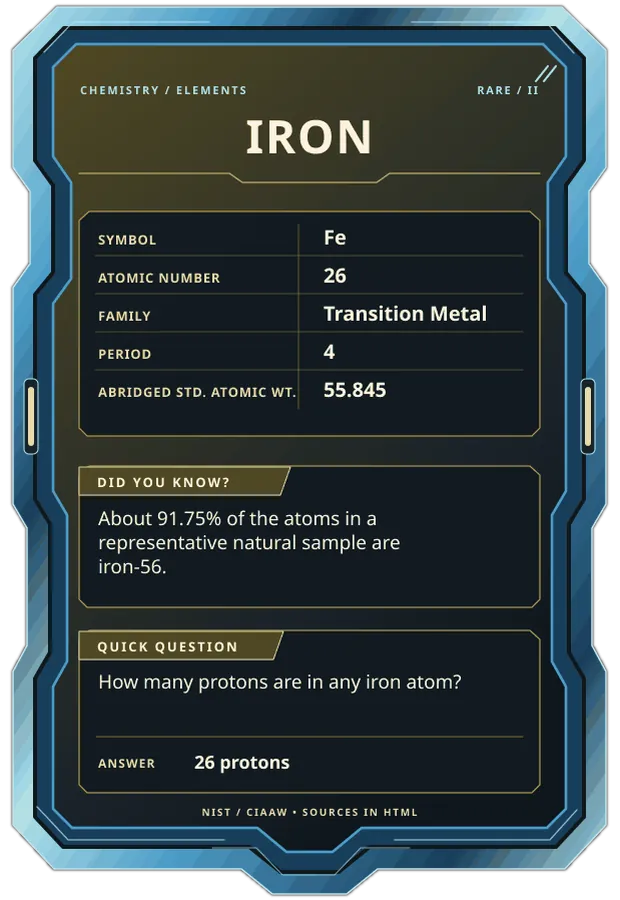 CHEMISTRY / ELEMENTS
RARE / II
IRON
SYMBOL Fe
ATOMIC NUMBER 26
FAMILY Transition Metal
PERIOD 4
ABRIDGED STD. ATOMIC WT. 55.845
DID YOU KNOW?
About 91.75% of the atoms in a
representative natural sample are
iron-56.
QUICK QUESTION
How many protons are in any iron atom?
ANSWER 26 protons
NIST / CIAAW • SOURCES IN HTML